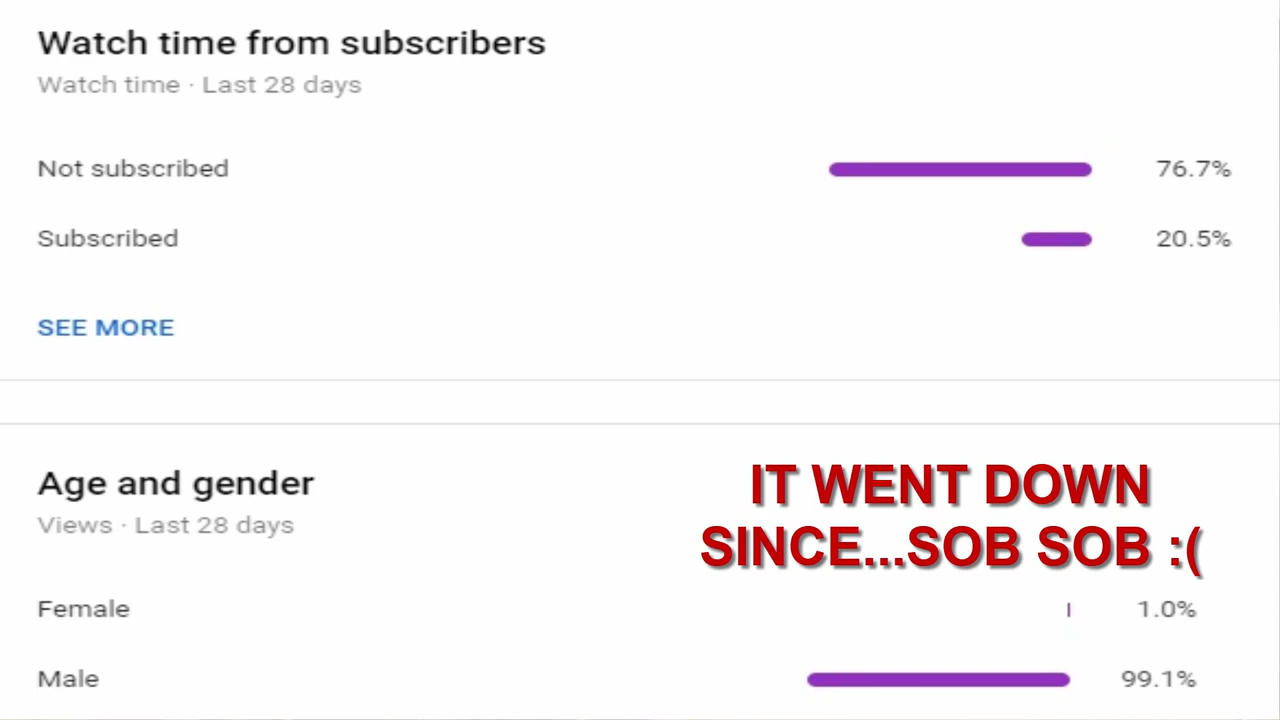 Watch time from subscribers
Watch time · Last 28 days
Not subscribed 76.7%
Subscribed 20.5%
SEE MORE
Age and gender
Views · Last 28 days
IT WENT DOWN
SINCE...SOB SOB :(
Female 1.0%
Male 99.1%